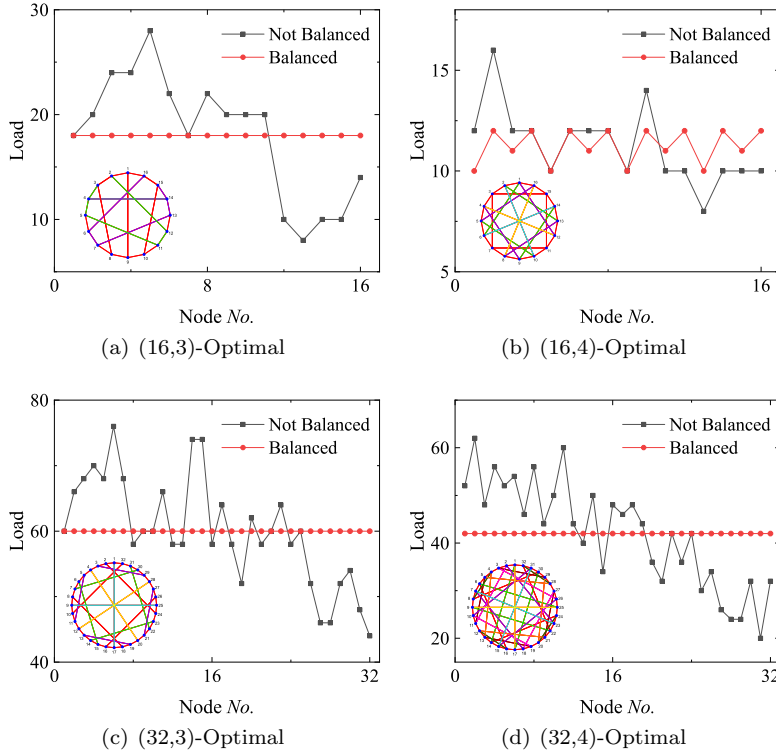 30
20
10
Load
Not Balanced
Balanced
0
8
16
Node No.
(a) (16,3)-Optimal
15
10
5
Load
Not Balanced
Balanced
0
16
Node No.
(b) (16,4)-Optimal
80
60
40
Load
Not Balanced
Balanced
0
16
32
Node No.
(c) (32,3)-Optimal
60
40
20
Load
Not Balanced
Balanced
0
16
32
Node No.
(d) (32,4)-Optimal